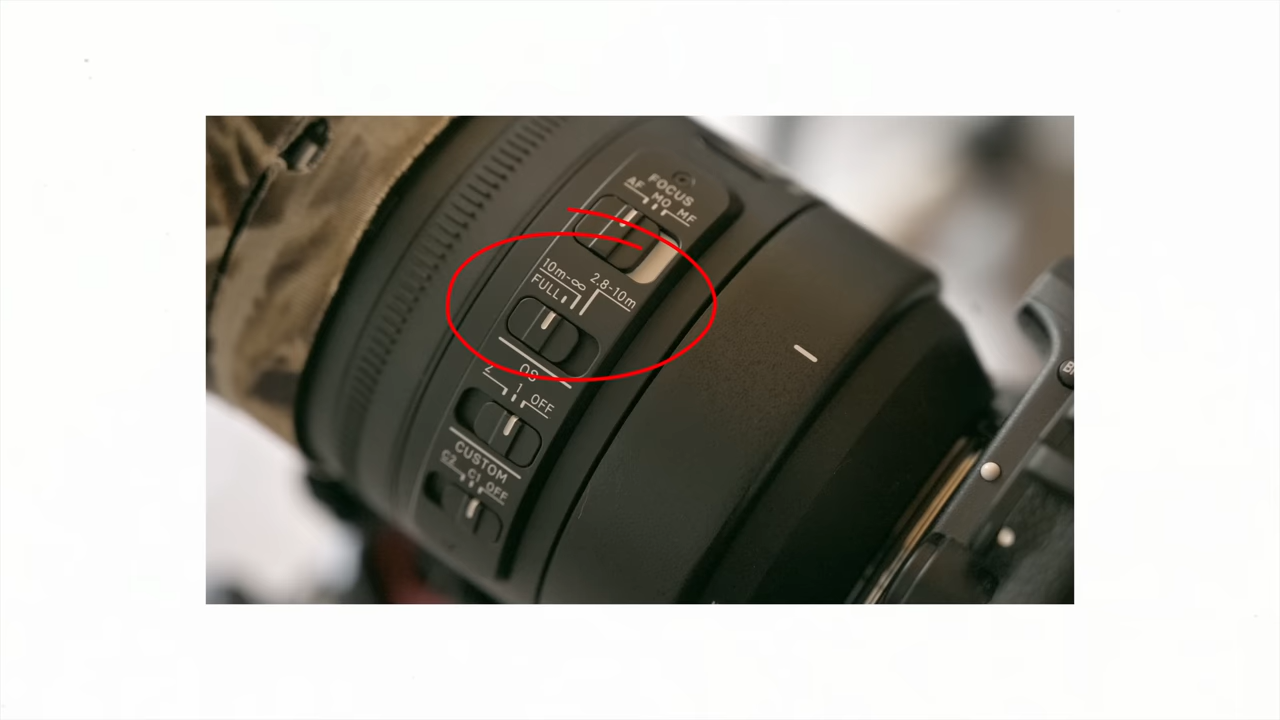 FOCUS
AF MO MF
10m-∞ 2.8-10m
FULL
OS
2 1 OFF
CUSTOM
C2 C1 OFF